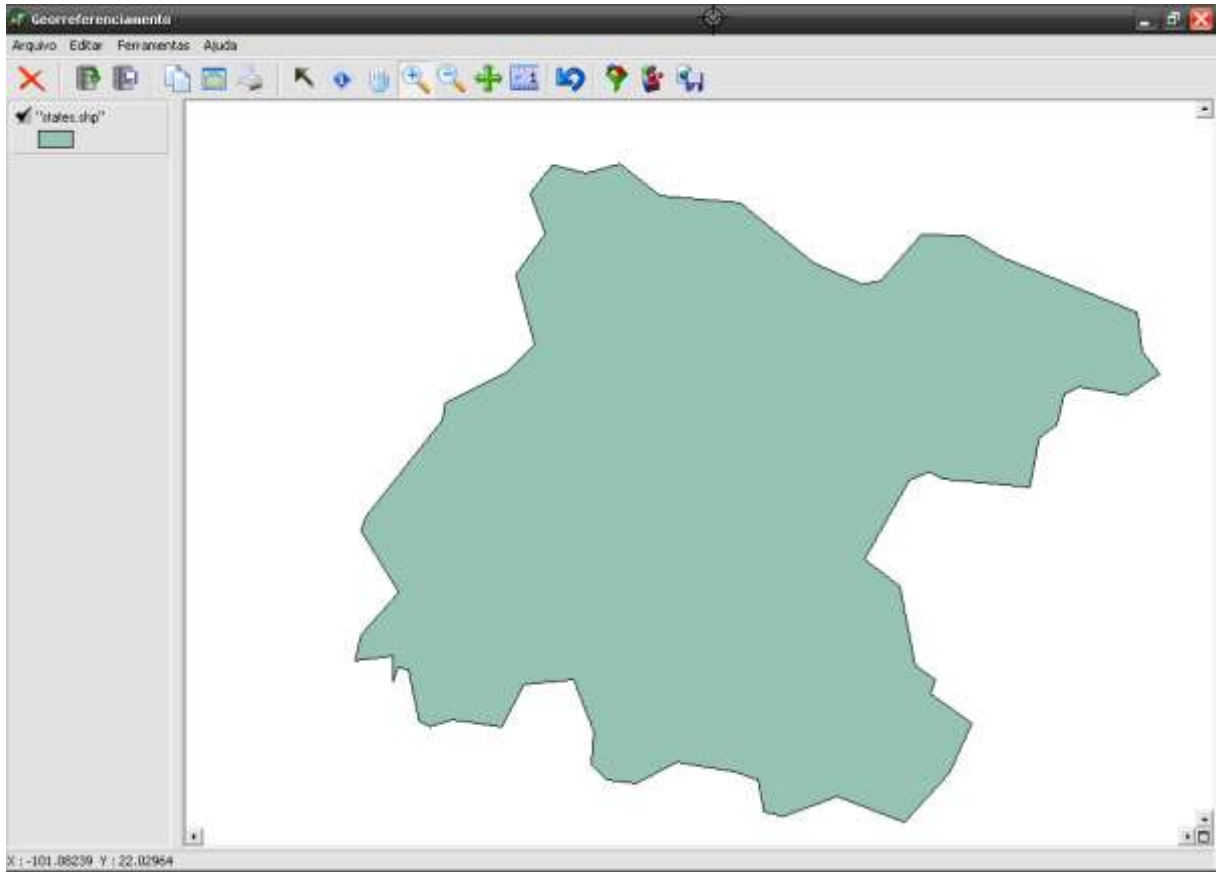 Georreferenciamento
Arquivo Editar Ferramentas Ajuda
"states.shp"
X : -101.08239 Y : 22.02964